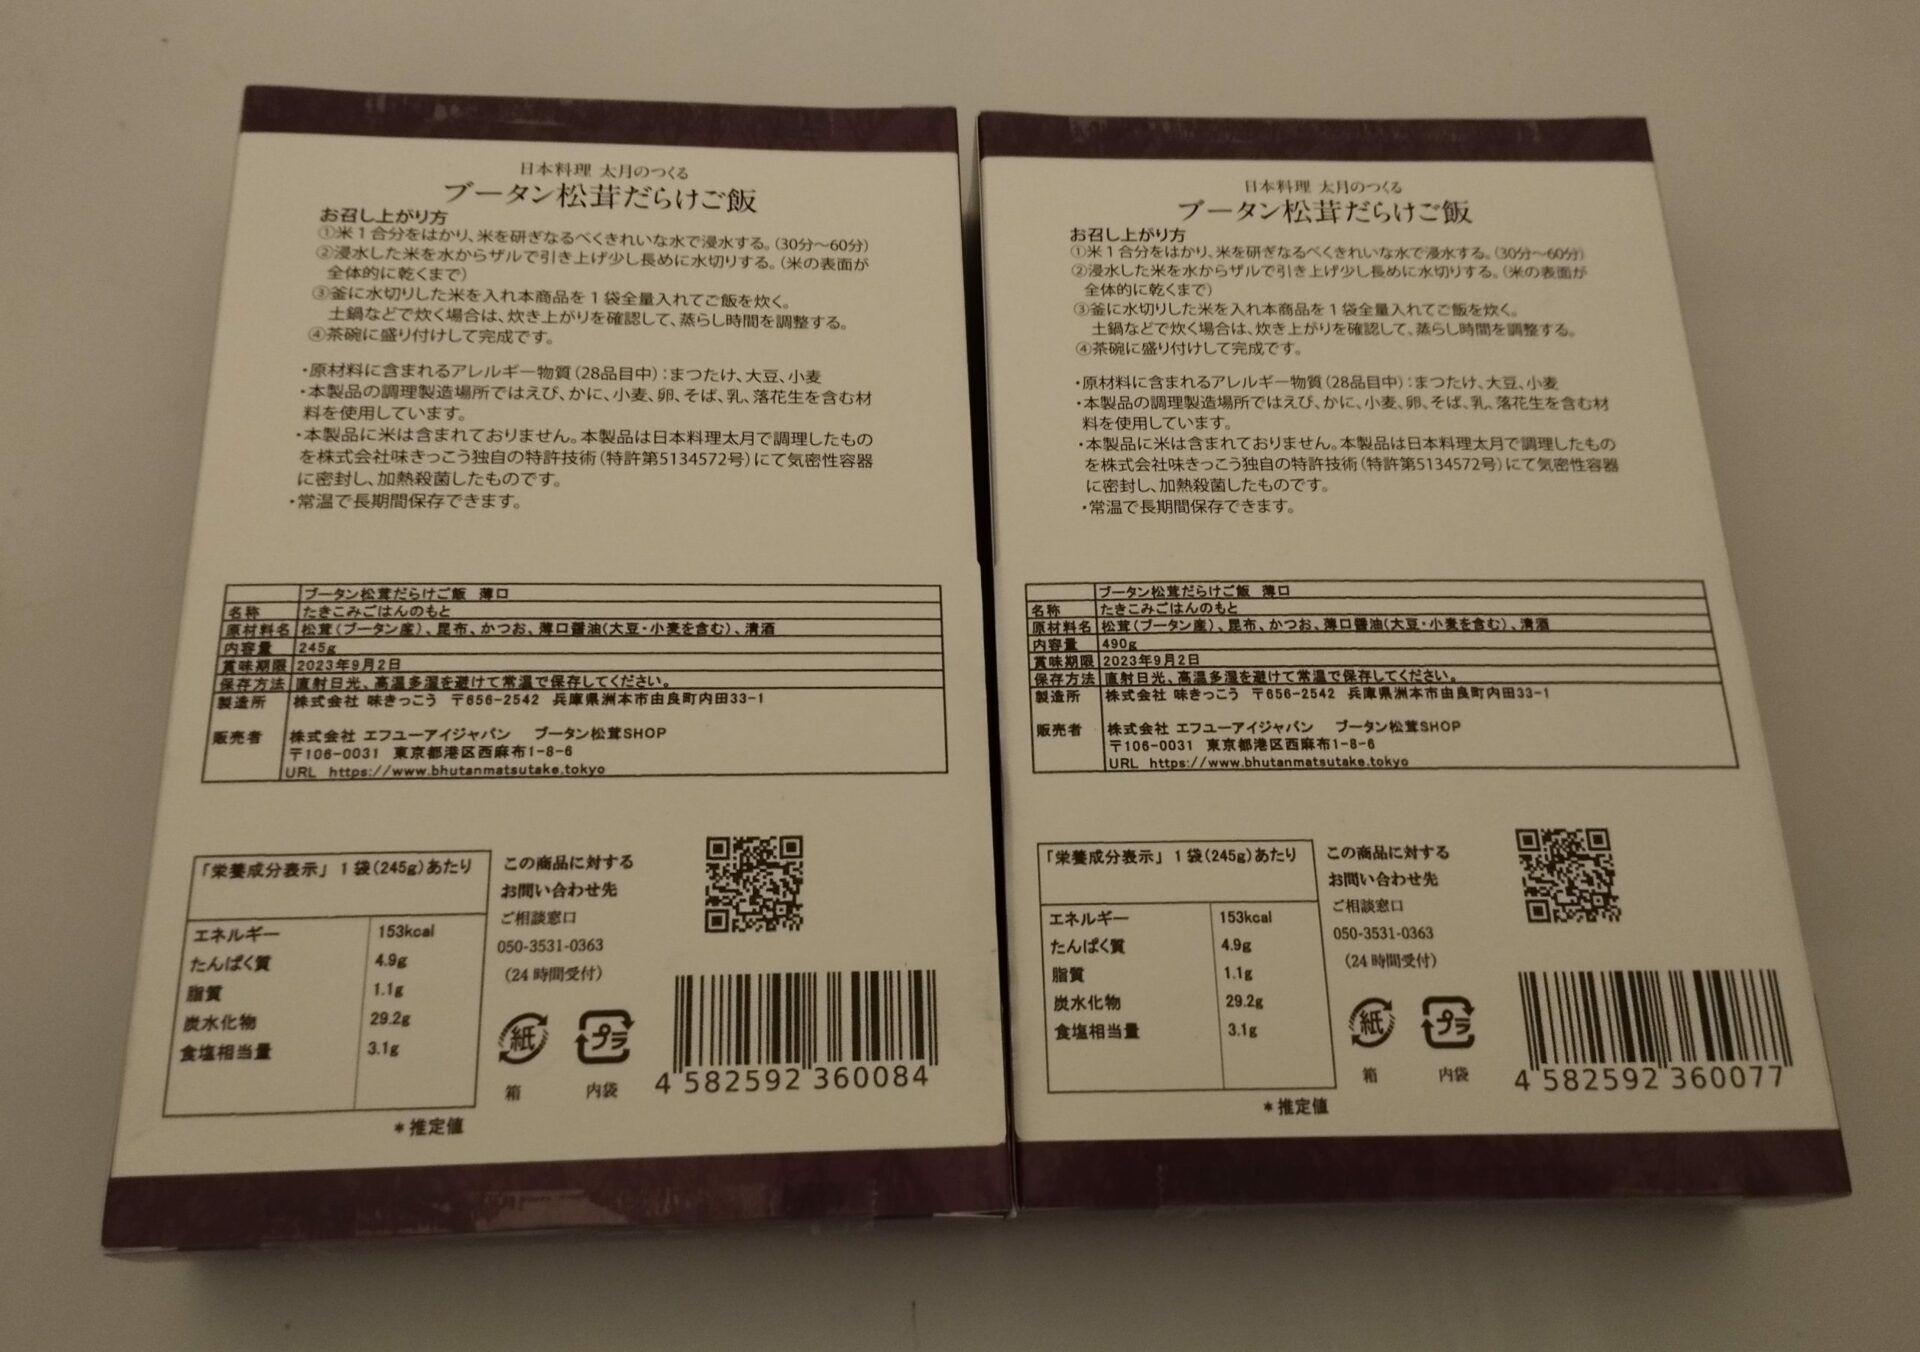 日本料理 太月のつくる
ブータン松茸だらけご飯
お召し上がり方
①米１合分をはかり、米を研ぎなるべくきれいな水で浸水する。(30分～60分)
②浸水した米を水からザルで引き上げ少し長めに水切りする。(米の表面が
全体的に乾くまで)
③釜に水切りした米を入れ本商品を１袋全量入れてご飯を炊く。
土鍋などで炊く場合は、炊き上がりを確認して、蒸らし時間を調整する。
④茶碗に盛り付けして完成です。
・原材料に含まれるアレルギー物質(28品目中)：まつたけ、大豆、小麦
・本製品の調理製造場所ではえび、かに、小麦、卵、そば、乳、落花生を含む材
料を使用しています。
・本製品に米は含まれておりません。本製品は日本料理太月で調理したもの
を株式会社味きっこう独自の特許技術(特許第5134572号)にて気密性容器
に密封し、加熱殺菌したものです。
・常温で長期間保存できます。
ブータン松茸だらけご飯 薄口
名称 たきこみごはんのもと
原材料名 松茸(ブータン産)、昆布、かつお、薄口醤油(大豆・小麦を含む)、清酒
内容量 245g
賞味期限 2023年9月2日
保存方法 直射日光、高温多湿を避けて常温で保存してください。
製造所 株式会社 味きっこう 〒656-2542 兵庫県洲本市由良町内田33-1
販売者 株式会社 エフユーアイジャパン ブータン松茸SHOP
〒106-0031 東京都港区西麻布1-8-6
URL https://www.bhutanmatsutake.tokyo
「栄養成分表示」１袋(245g)あたり
エネルギー 153kcal
たんぱく質 4.9g
脂質 1.1g
炭水化物 29.2g
食塩相当量 3.1g
＊推定値
この商品に対する
お問い合わせ先
ご相談窓口
050-3531-0363
(24時間受付)
紙 プラ
箱 内袋
4 582592 360084
日本料理 太月のつくる
ブータン松茸だらけご飯
お召し上がり方
①米１合分をはかり、米を研ぎなるべくきれいな水で浸水する。(30分～60分)
②浸水した米を水からザルで引き上げ少し長めに水切りする。(米の表面が
全体的に乾くまで)
③釜に水切りした米を入れ本商品を１袋全量入れてご飯を炊く。
土鍋などで炊く場合は、炊き上がりを確認して、蒸らし時間を調整する。
④茶碗に盛り付けして完成です。
・原材料に含まれるアレルギー物質(28品目中)：まつたけ、大豆、小麦
・本製品の調理製造場所ではえび、かに、小麦、卵、そば、乳、落花生を含む材
料を使用しています。
・本製品に米は含まれておりません。本製品は日本料理太月で調理したもの
を株式会社味きっこう独自の特許技術(特許第5134572号)にて気密性容器
に密封し、加熱殺菌したものです。
・常温で長期間保存できます。
ブータン松茸だらけご飯 薄口
名称 たきこみごはんのもと
原材料名 松茸(ブータン産)、昆布、かつお、薄口醤油(大豆・小麦を含む)、清酒
内容量 490g
賞味期限 2023年9月2日
保存方法 直射日光、高温多湿を避けて常温で保存してください。
製造所 株式会社 味きっこう 〒656-2542 兵庫県洲本市由良町内田33-1
販売者 株式会社 エフユーアイジャパン ブータン松茸SHOP
〒106-0031 東京都港区西麻布1-8-6
URL https://www.bhutanmatsutake.tokyo
「栄養成分表示」１袋(245g)あたり
エネルギー 153kcal
たんぱく質 4.9g
脂質 1.1g
炭水化物 29.2g
食塩相当量 3.1g
＊推定値
この商品に対する
お問い合わせ先
ご相談窓口
050-3531-0363
(24時間受付)
紙 プラ
箱 内袋
4 582592 360077